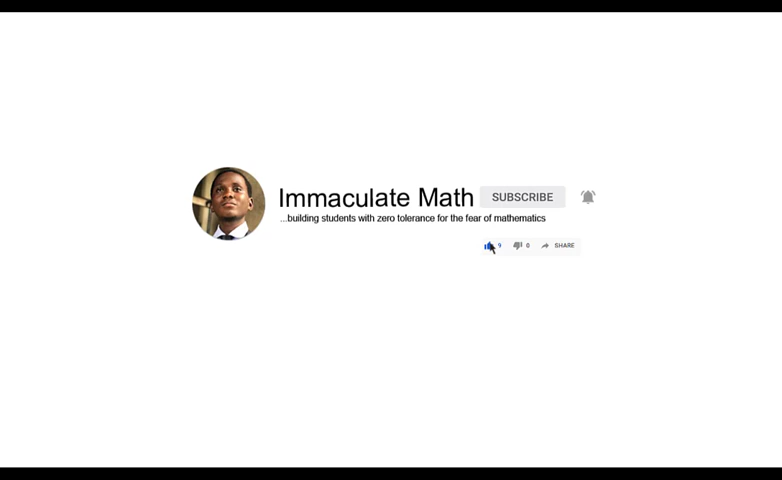 Immaculate Math SUBSCRIBE
...building students with zero tolerance for the fear of mathematics
9 0 SHARE